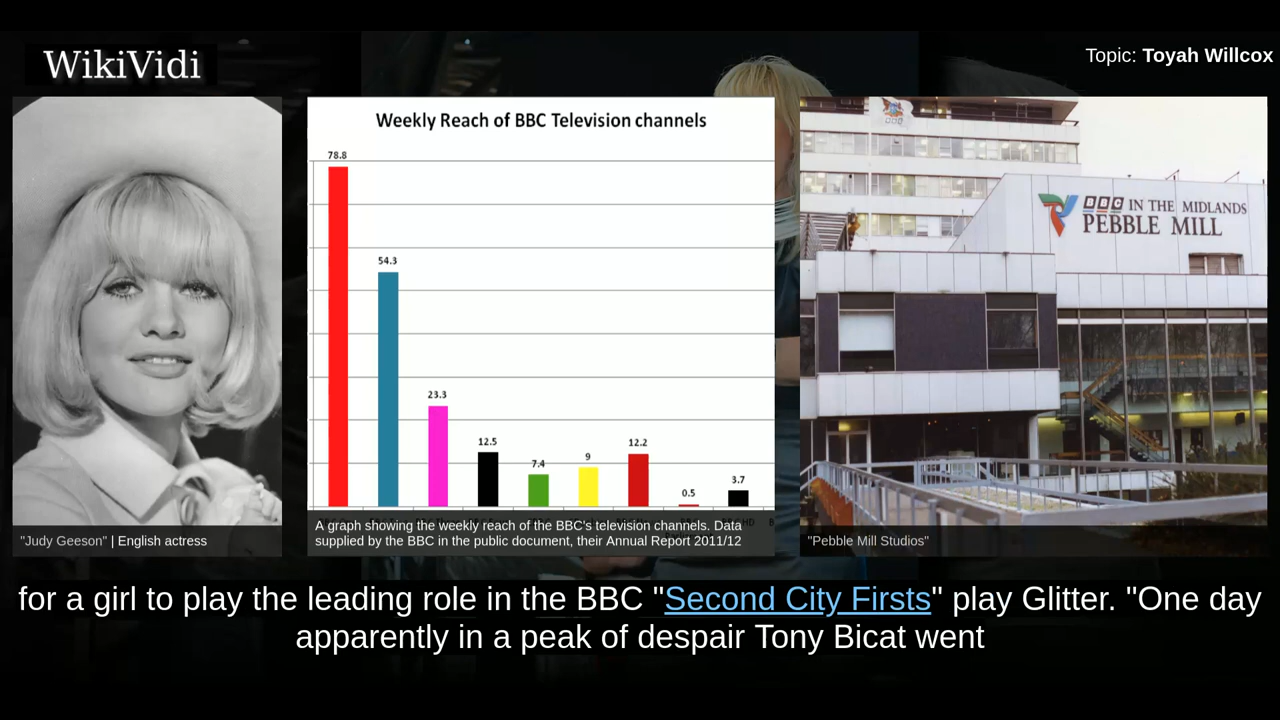 WikiVidi
Topic: Toyah Willcox
Weekly Reach of BBC Television channels
78.8
54.3
23.3
12.5
7.4
9
12.2
0.5
3.7
BBC IN THE MIDLANDS
PEBBLE MILL
"Judy Geeson" | English actress
A graph showing the weekly reach of the BBC's television channels. Data
supplied by the BBC in the public document, their Annual Report 2011/12
"Pebble Mill Studios"
for a girl to play the leading role in the BBC "Second City Firsts" play Glitter. "One day
apparently in a peak of despair Tony Bicat went